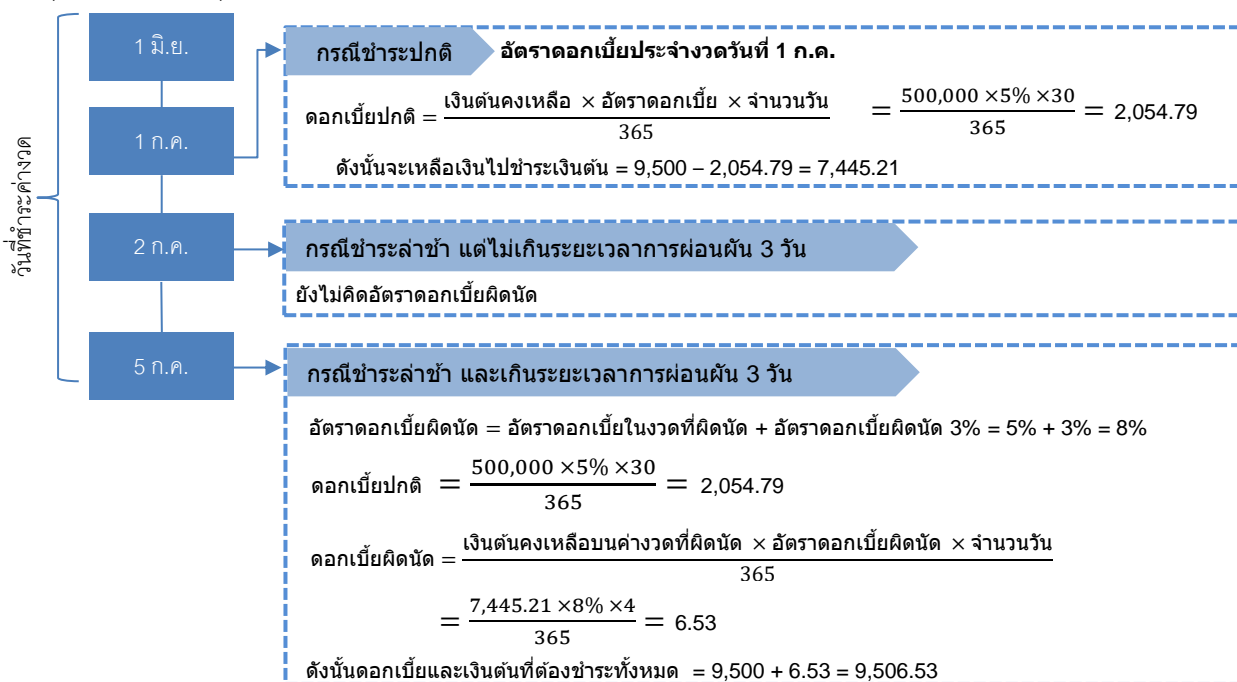 วันที่ชำระค่างวด
1 มิ.ย.
1 ก.ค.
2 ก.ค.
5 ก.ค.
กรณีชำระปกติ อัตราดอกเบี้ยประจำงวดวันที่ 1 ก.ค.
ดอกเบี้ยปกติ = เงินต้นคงเหลือ × อัตราดอกเบี้ย × จำนวนวัน / 365 = 500,000 ×5% ×30 / 365 = 2,054.79
ดังนั้นจะเหลือเงินไปชำระเงินต้น = 9,500 – 2,054.79 = 7,445.21
กรณีชำระล่าช้า แต่ไม่เกินระยะเวลาการผ่อนผัน 3 วัน
ยังไม่คิดอัตราดอกเบี้ยผิดนัด
กรณีชำระล่าช้า และเกินระยะเวลาการผ่อนผัน 3 วัน
อัตราดอกเบี้ยผิดนัด = อัตราดอกเบี้ยในงวดที่ผิดนัด + อัตราดอกเบี้ยผิดนัด 3% = 5% + 3% = 8%
ดอกเบี้ยปกติ = 500,000 ×5% ×30 / 365 = 2,054.79
ดอกเบี้ยผิดนัด = เงินต้นคงเหลือบนค่างวดที่ผิดนัด × อัตราดอกเบี้ยผิดนัด × จำนวนวัน / 365
= 7,445.21 ×8% ×4 / 365 = 6.53
ดังนั้นดอกเบี้ยและเงินต้นที่ต้องชำระทั้งหมด = 9,500 + 6.53 = 9,506.53